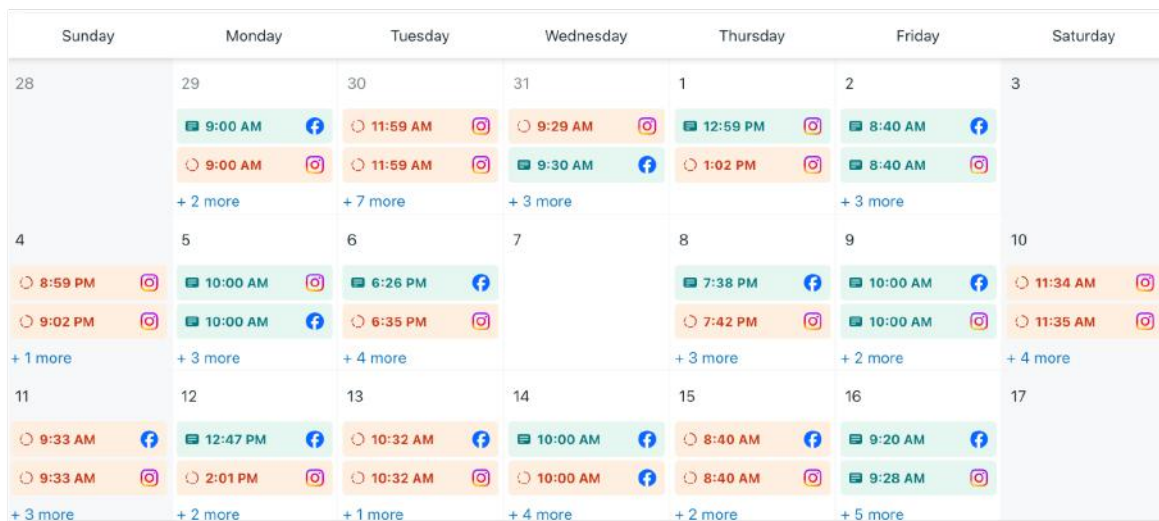 Sunday Monday Tuesday Wednesday Thursday Friday Saturday
28 29 30 31 1 2 3
9:00 AM 11:59 AM 9:29 AM 12:59 PM 8:40 AM
9:00 AM 11:59 AM 9:30 AM 1:02 PM 8:40 AM
+ 2 more + 7 more + 3 more + 3 more
4 5 6 7 8 9 10
8:59 PM 10:00 AM 6:26 PM 7:38 PM 10:00 AM 11:34 AM
9:02 PM 10:00 AM 6:35 PM 7:42 PM 10:00 AM 11:35 AM
+ 1 more + 3 more + 4 more + 3 more + 2 more + 4 more
11 12 13 14 15 16 17
9:33 AM 12:47 PM 10:32 AM 10:00 AM 8:40 AM 9:20 AM
9:33 AM 2:01 PM 10:32 AM 10:00 AM 8:40 AM 9:28 AM
+ 3 more + 2 more + 1 more + 4 more + 2 more + 5 more